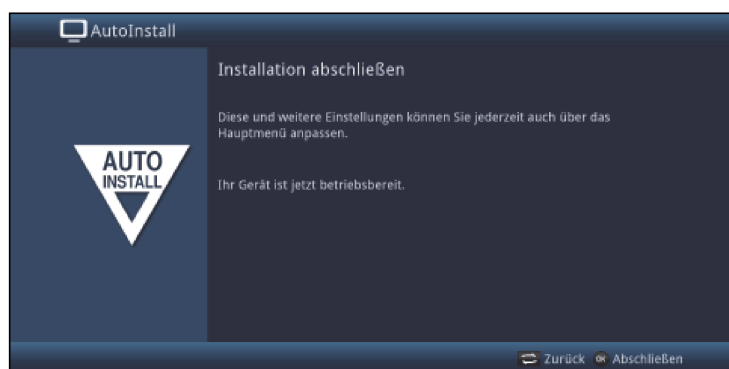 AutoInstall
Installation abschließen
Diese und weitere Einstellungen können Sie jederzeit auch über das
Hauptmenü anpassen.
AUTO
INSTALL
Ihr Gerät ist jetzt betriebsbereit.
Zurück OK Abschließen